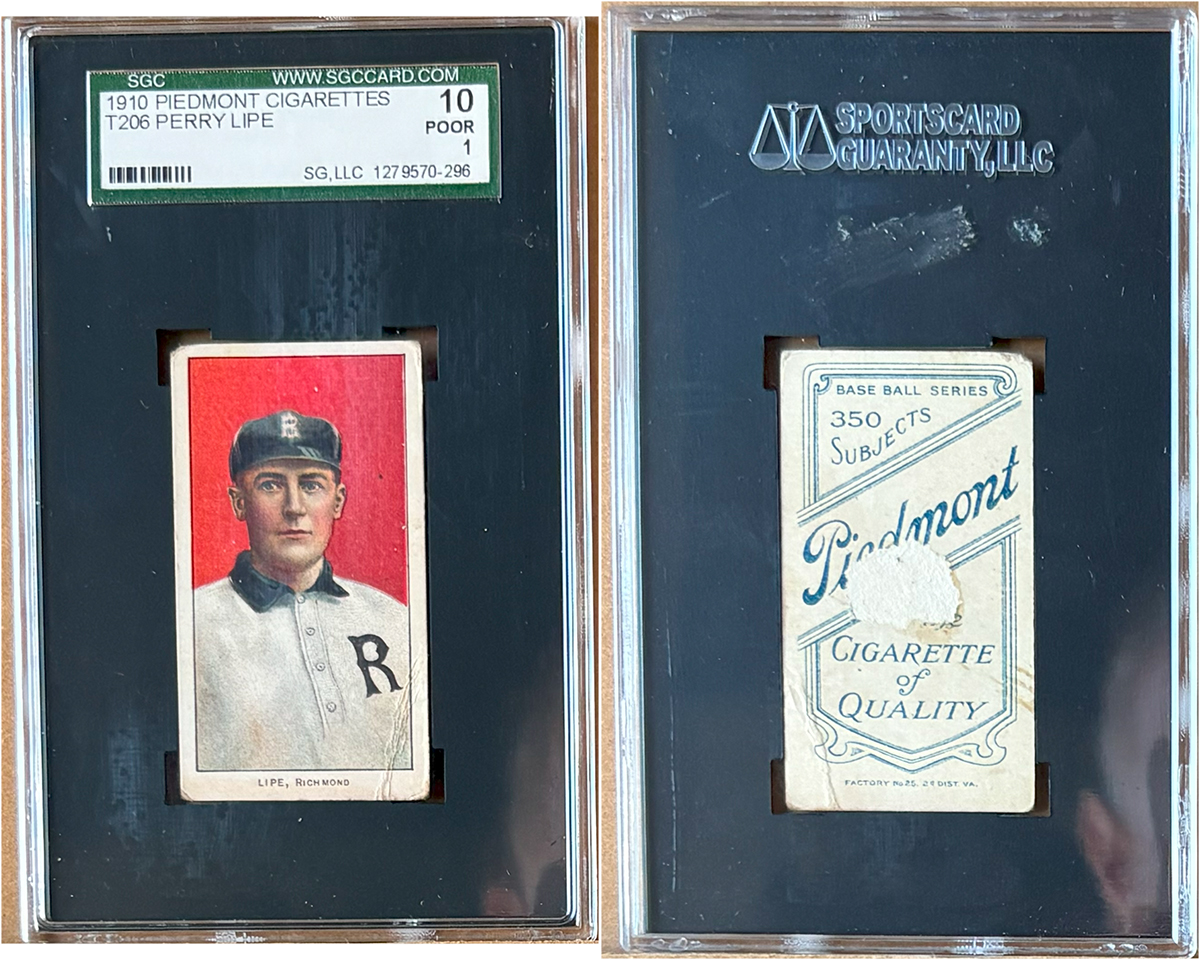 SGC WWW.SGCCARD.COM
1910 PIEDMONT CIGARETTES 10
T206 PERRY LIPE POOR
1
SG,LLC 1279570-296
R
R
LIPE, RICHMOND
SPORTSCARD
GUARANTY,LLC
BASE BALL SERIES
350
SUBJECTS
Piedmont
CIGARETTE
of
QUALITY
FACTORY No 25. 2d DIST. VA.